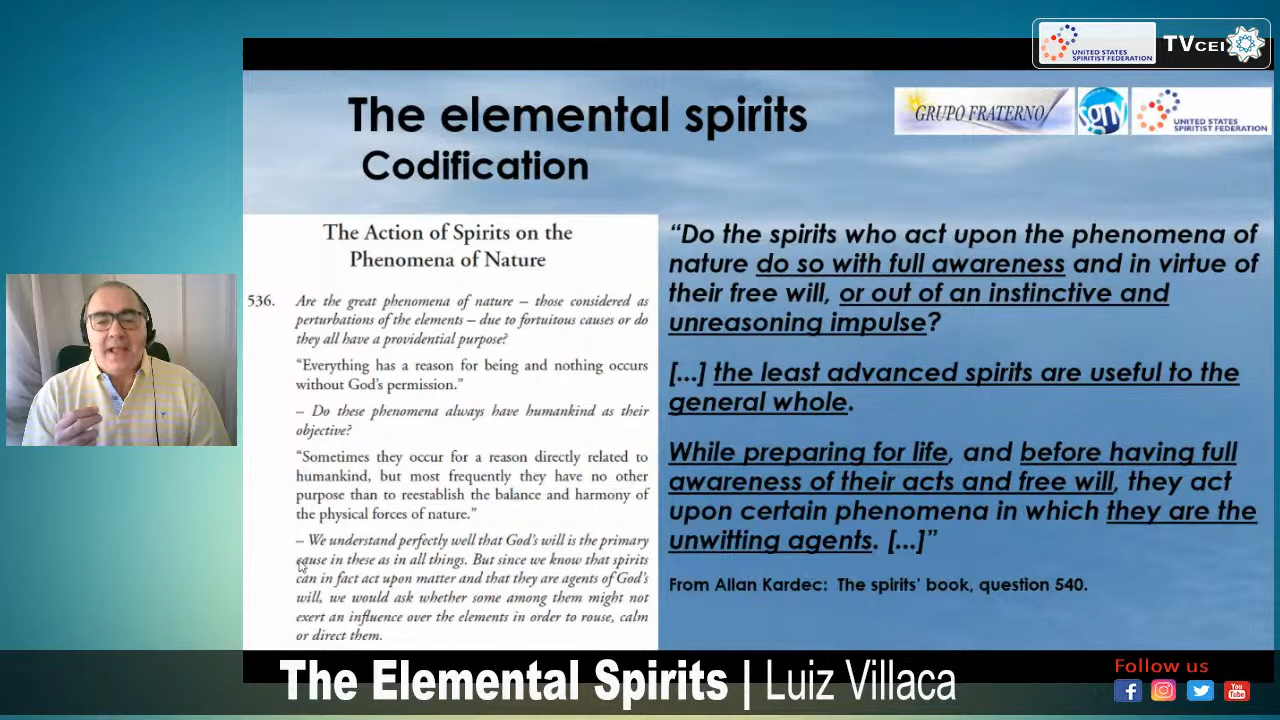 UNITED STATES
SPIRITIST FEDERATION
TVCEI
The elemental spirits
Codification
GRUPO FRATERNO
UNITED STATES
SPIRITIST FEDERATION
The Action of Spirits on the
Phenomena of Nature
536. Are the great phenomena of nature – those considered as
perturbations of the elements – due to fortuitous causes or do
they all have a providential purpose?
“Everything has a reason for being and nothing occurs
without God’s permission.”
– Do these phenomena always have humankind as their
objective?
“Sometimes they occur for a reason directly related to
humankind, but most frequently they have no other
purpose than to reestablish the balance and harmony of
the physical forces of nature.”
– We understand perfectly well that God’s will is the primary
cause in these as in all things. But since we know that spirits
can in fact act upon matter and that they are agents of God’s
will, we would ask whether some among them might not
exert an influence over the elements in order to rouse, calm
or direct them.
“Do the spirits who act upon the phenomena of
nature do so with full awareness and in virtue of
their free will, or out of an instinctive and
unreasoning impulse?
[...] the least advanced spirits are useful to the
general whole.
While preparing for life, and before having full
awareness of their acts and free will, they act
upon certain phenomena in which they are the
unwitting agents. [...]”
From Allan Kardec: The spirits’ book, question 540.
The Elemental Spirits | Luiz Villaca
Follow us
You
Tube